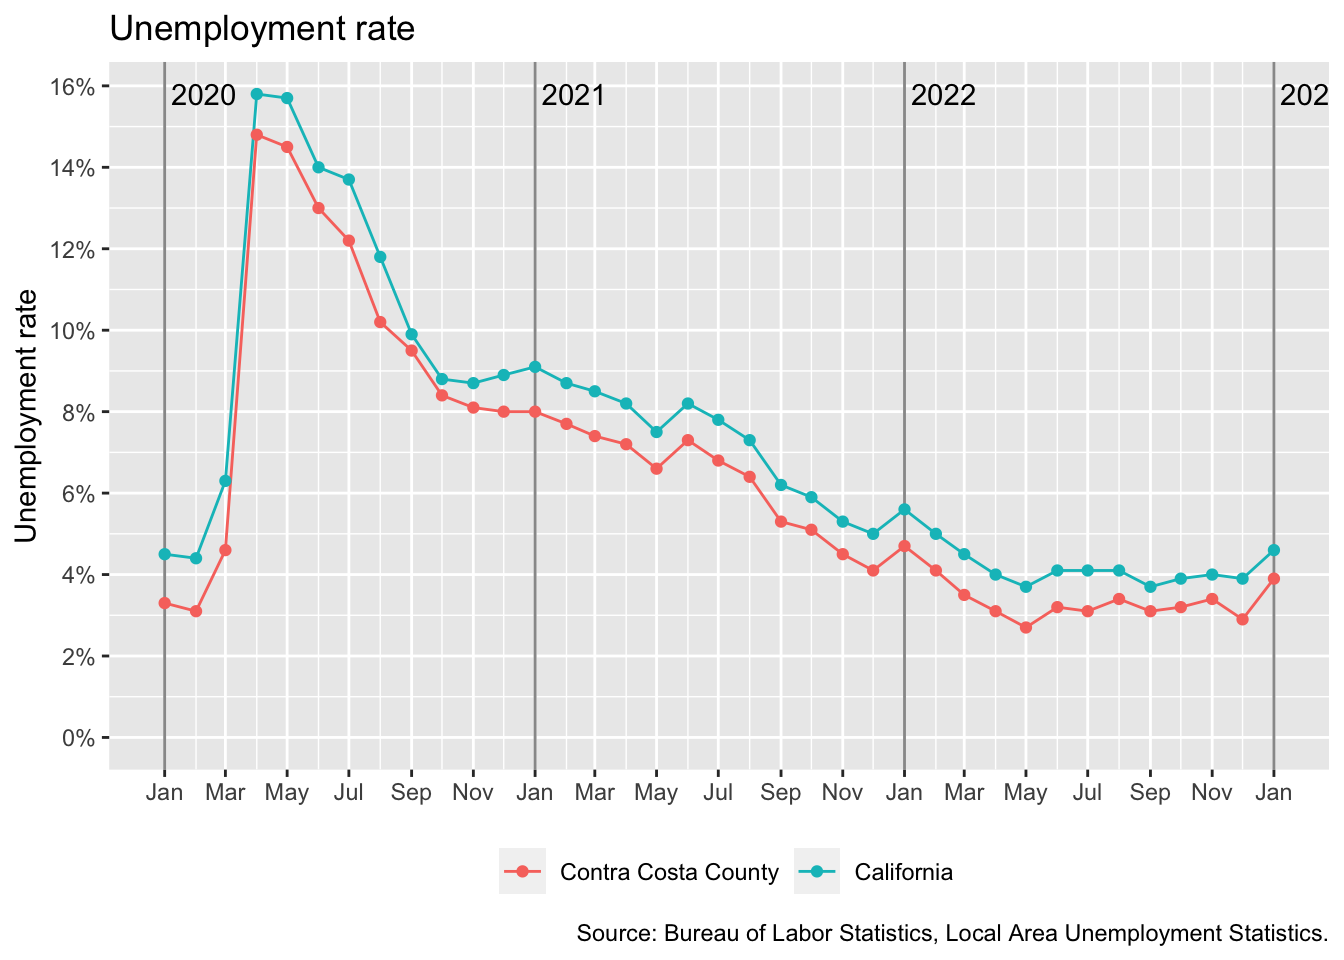 Unemployment rate
2020 2021 2022 202
16%
14%
12%
10%
8%
6%
4%
2%
0%
Unemployment rate
Jan Mar May Jul Sep Nov Jan Mar May Jul Sep Nov Jan Mar May Jul Sep Nov Jan
Contra Costa County California
Source: Bureau of Labor Statistics, Local Area Unemployment Statistics.